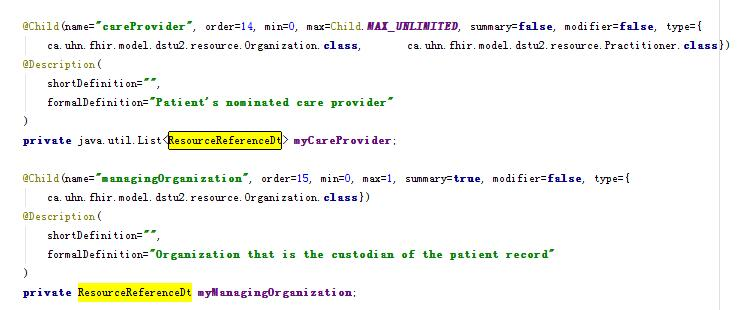 @Child(name="careProvider", order=14, min=0, max=Child.MAX_UNLIMITED, summary=false, modifier=false, type={
ca.uhn.fhir.model.dstu2.resource.Organization.class, ca.uhn.fhir.model.dstu2.resource.Practitioner.class})
@Description(
shortDefinition="",
formalDefinition="Patient's nominated care provider"
)
private java.util.List<ResourceReferenceDt> myCareProvider;
@Child(name="managingOrganization", order=15, min=0, max=1, summary=true, modifier=false, type={
ca.uhn.fhir.model.dstu2.resource.Organization.class})
@Description(
shortDefinition="",
formalDefinition="Organization that is the custodian of the patient record"
)
private ResourceReferenceDt myManagingOrganization;